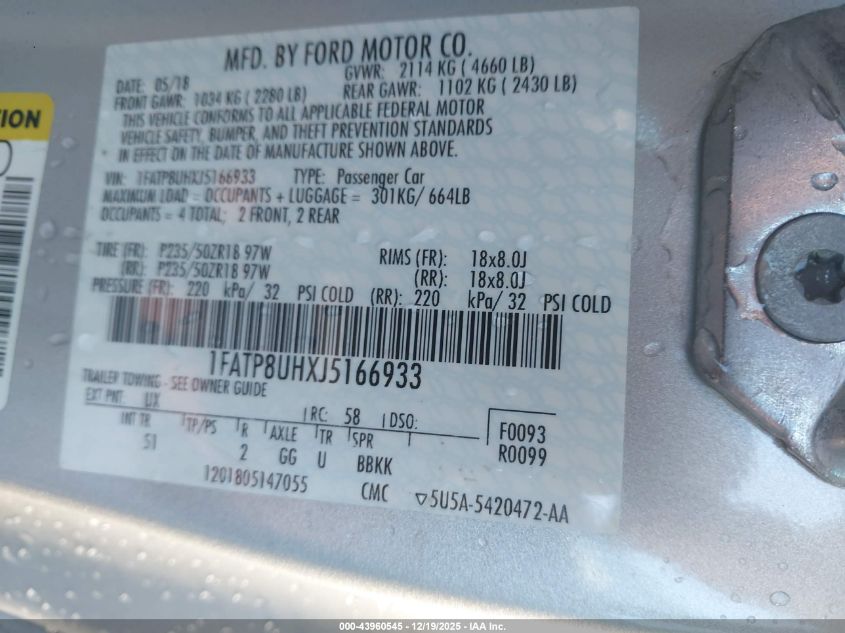 MFD. BY FORD MOTOR CO.
DATE: 05/18 GVWR: 2114 KG ( 4660 LB)
FRONT GAWR: 1034 KG ( 2280 LB) REAR GAWR: 1102 KG ( 2430 LB)
THIS VEHICLE CONFORMS TO ALL APPLICABLE FEDERAL MOTOR
VEHICLE SAFETY, BUMPER, AND THEFT PREVENTION STANDARDS
IN EFFECT ON THE DATE OF MANUFACTURE SHOWN ABOVE.
VIN: 1FATP8UHXJ5166933 TYPE: Passenger Car
MAXIMUM LOAD = OCCUPANTS + LUGGAGE = 301KG/ 664LB
OCCUPANTS = 4 TOTAL; 2 FRONT, 2 REAR
TIRE (FR): P235/50ZR18 97W RIMS (FR): 18x8.0J
(RR): P235/50ZR18 97W (RR): 18x8.0J
PRESSURE (FR): 220 kPa/ 32 PSI COLD (RR): 220 kPa/ 32 PSI COLD
1FATP8UHXJ5166933
TRAILER TOWING - SEE OWNER GUIDE
EXT PNT: UX RC: 58 DSO: F0093
INT TR TP/PS R AXLE TR SPR R0099
SI 2 GG U BBKK
1201805147055 CMC ▽5U5A-5420472-AA
TION
000-43960545 - 12/19/2025 - IAA Inc.